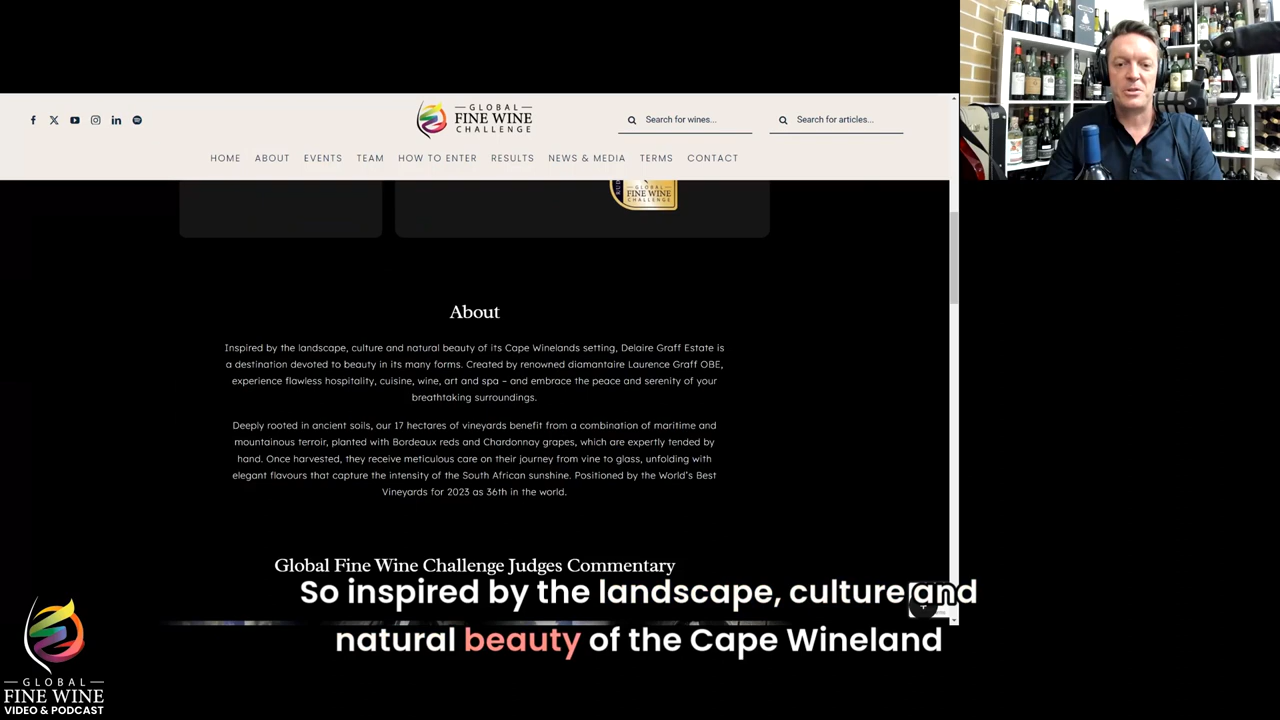 GLOBAL
FINE WINE
CHALLENGE
Search for wines...
Search for articles...
HOME
ABOUT
EVENTS
TEAM
HOW TO ENTER
RESULTS
NEWS & MEDIA
TERMS
CONTACT
GLOBAL
FINE WINE
CHALLENGE
About
Inspired by the landscape, culture and natural beauty of its Cape Winelands setting, Delaire Graff Estate is
a destination devoted to beauty in its many forms. Created by renowned diamantaire Laurence Graff OBE,
experience flawless hospitality, cuisine, wine, art and spa – and embrace the peace and serenity of your
breathtaking surroundings.
Deeply rooted in ancient soils, our 17 hectares of vineyards benefit from a combination of maritime and
mountainous terroir, planted with Bordeaux reds and Chardonnay grapes, which are expertly tended by
hand. Once harvested, they receive meticulous care on their journey from vine to glass, unfolding with
elegant flavours that capture the intensity of the South African sunshine. Positioned by the World's Best
Vineyards for 2023 as 36th in the world.
Global Fine Wine Challenge Judges Commentary
So inspired by the landscape, culture and
natural beauty of the Cape Wineland
GLOBAL
FINE WINE
VIDEO & PODCAST